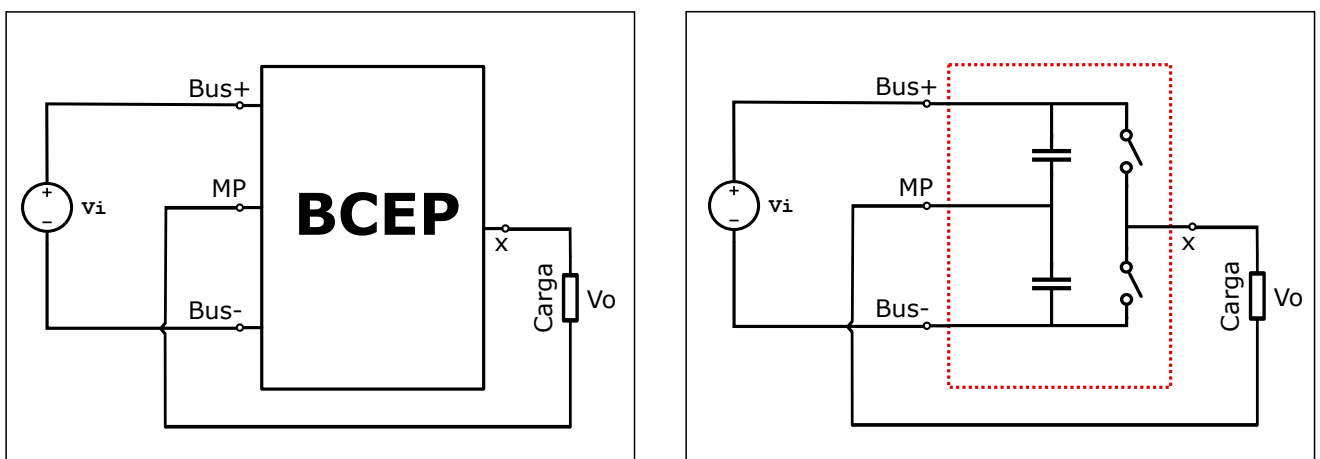 Bus+
+
Vi
−
MP
BCEP
x
Bus-
Carga
Vo
Bus+
+
Vi
−
MP
x
Bus-
Carga
Vo